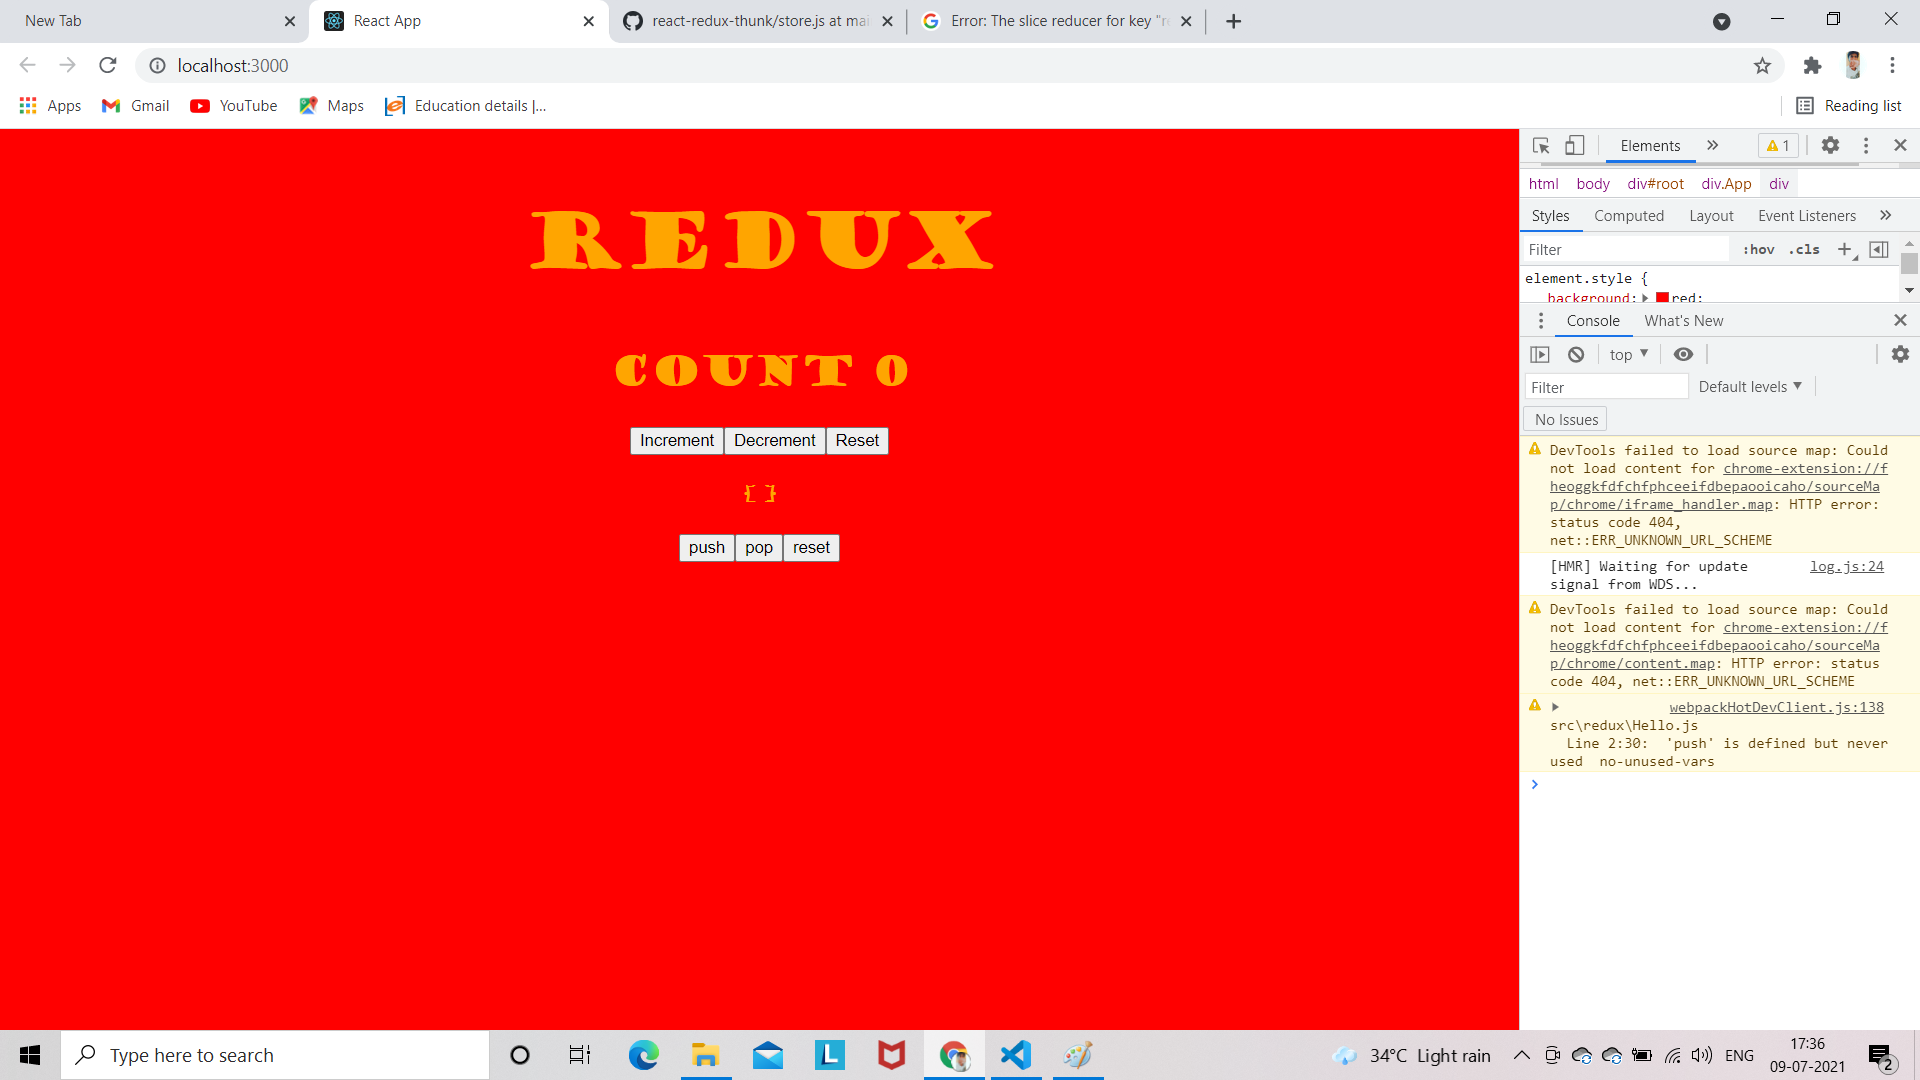 New Tab
React App
react-redux-thunk/store.js at mai
Error: The slice reducer for key "re
localhost:3000
Apps
Gmail
YouTube
Maps
Education details |...
Reading list
REDUX
COUNT 0
Increment
Decrement
Reset
[ ]
push
pop
reset
Elements
1
html body div#root div.App div
Styles Computed Layout Event Listeners
Filter
:hov .cls
element.style {
background: red;
Console What's New
top
Filter
Default levels
No Issues
DevTools failed to load source map: Could
not load content for chrome-extension://f
heoggkfdfchfphceeifdbepaooicaho/sourceMa
p/chrome/iframe_handler.map: HTTP error:
status code 404,
net::ERR_UNKNOWN_URL_SCHEME
[HMR] Waiting for update log.js:24
signal from WDS...
DevTools failed to load source map: Could
not load content for chrome-extension://f
heoggkfdfchfphceeifdbepaooicaho/sourceMa
p/chrome/content.map: HTTP error: status
code 404, net::ERR_UNKNOWN_URL_SCHEME
webpackHotDevClient.js:138
src\redux\Hello.js
Line 2:30: 'push' is defined but never
used no-unused-vars
Type here to search
L
34°C Light rain
ENG
17:36
09-07-2021
2